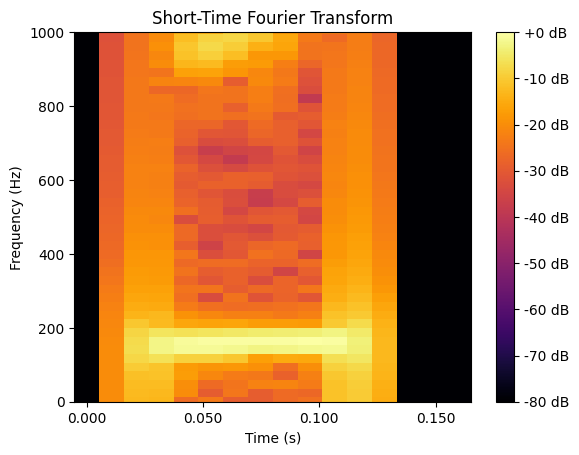 Short-Time Fourier Transform
Frequency (Hz)
1000
800
600
400
200
0
0.000
0.050
0.100
0.150
Time (s)
+0 dB
-10 dB
-20 dB
-30 dB
-40 dB
-50 dB
-60 dB
-70 dB
-80 dB